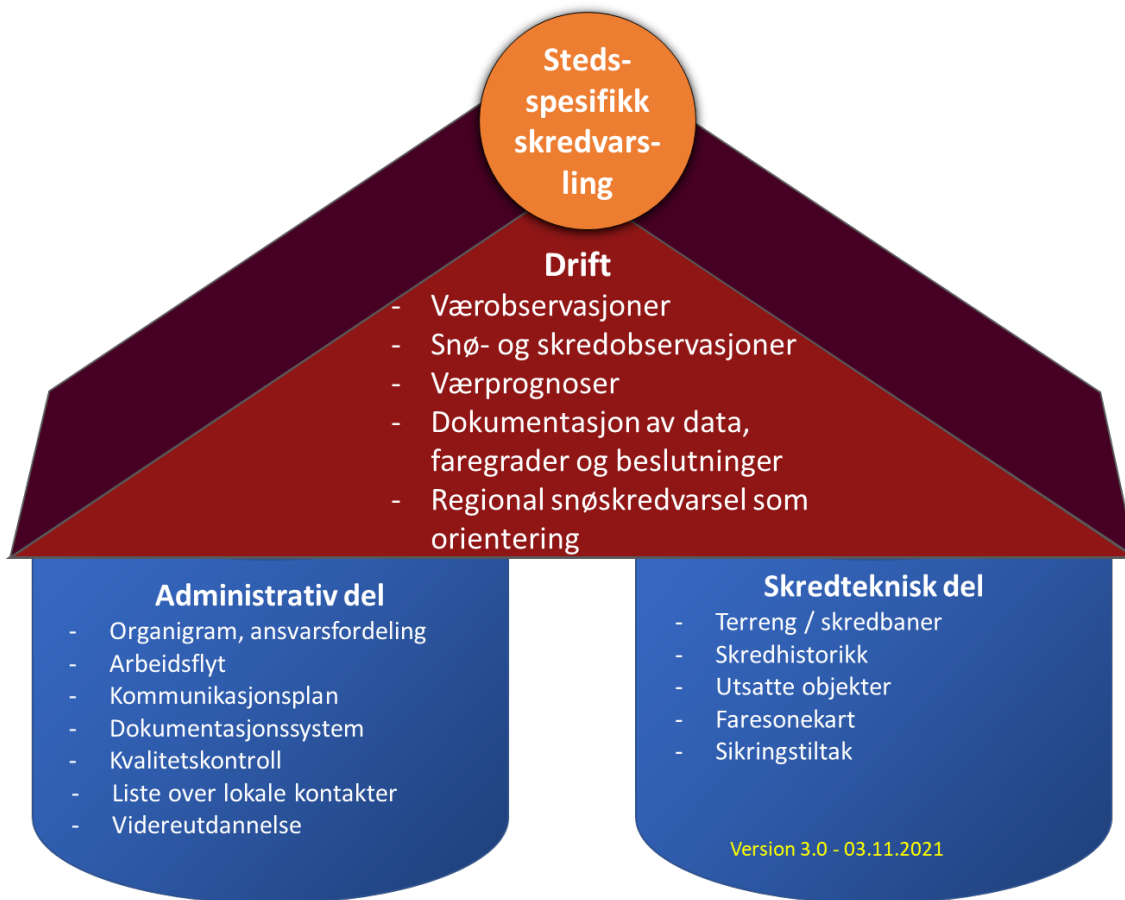 Steds-
spesifikk
skredvars-
ling
Drift
- Værobservasjoner
- Snø- og skredobservasjoner
- Værprognoser
- Dokumentasjon av data,
faregrader og beslutninger
- Regional snøskredvarsel som
orientering
Administrativ del
- Organigram, ansvarsfordeling
- Arbeidsflyt
- Kommunikasjonsplan
- Dokumentasjonssystem
- Kvalitetskontroll
- Liste over lokale kontakter
- Videreutdannelse
Skredteknisk del
- Terreng / skredbaner
- Skredhistorikk
- Utsatte objekter
- Faresonekart
- Sikringstiltak
Version 3.0 - 03.11.2021